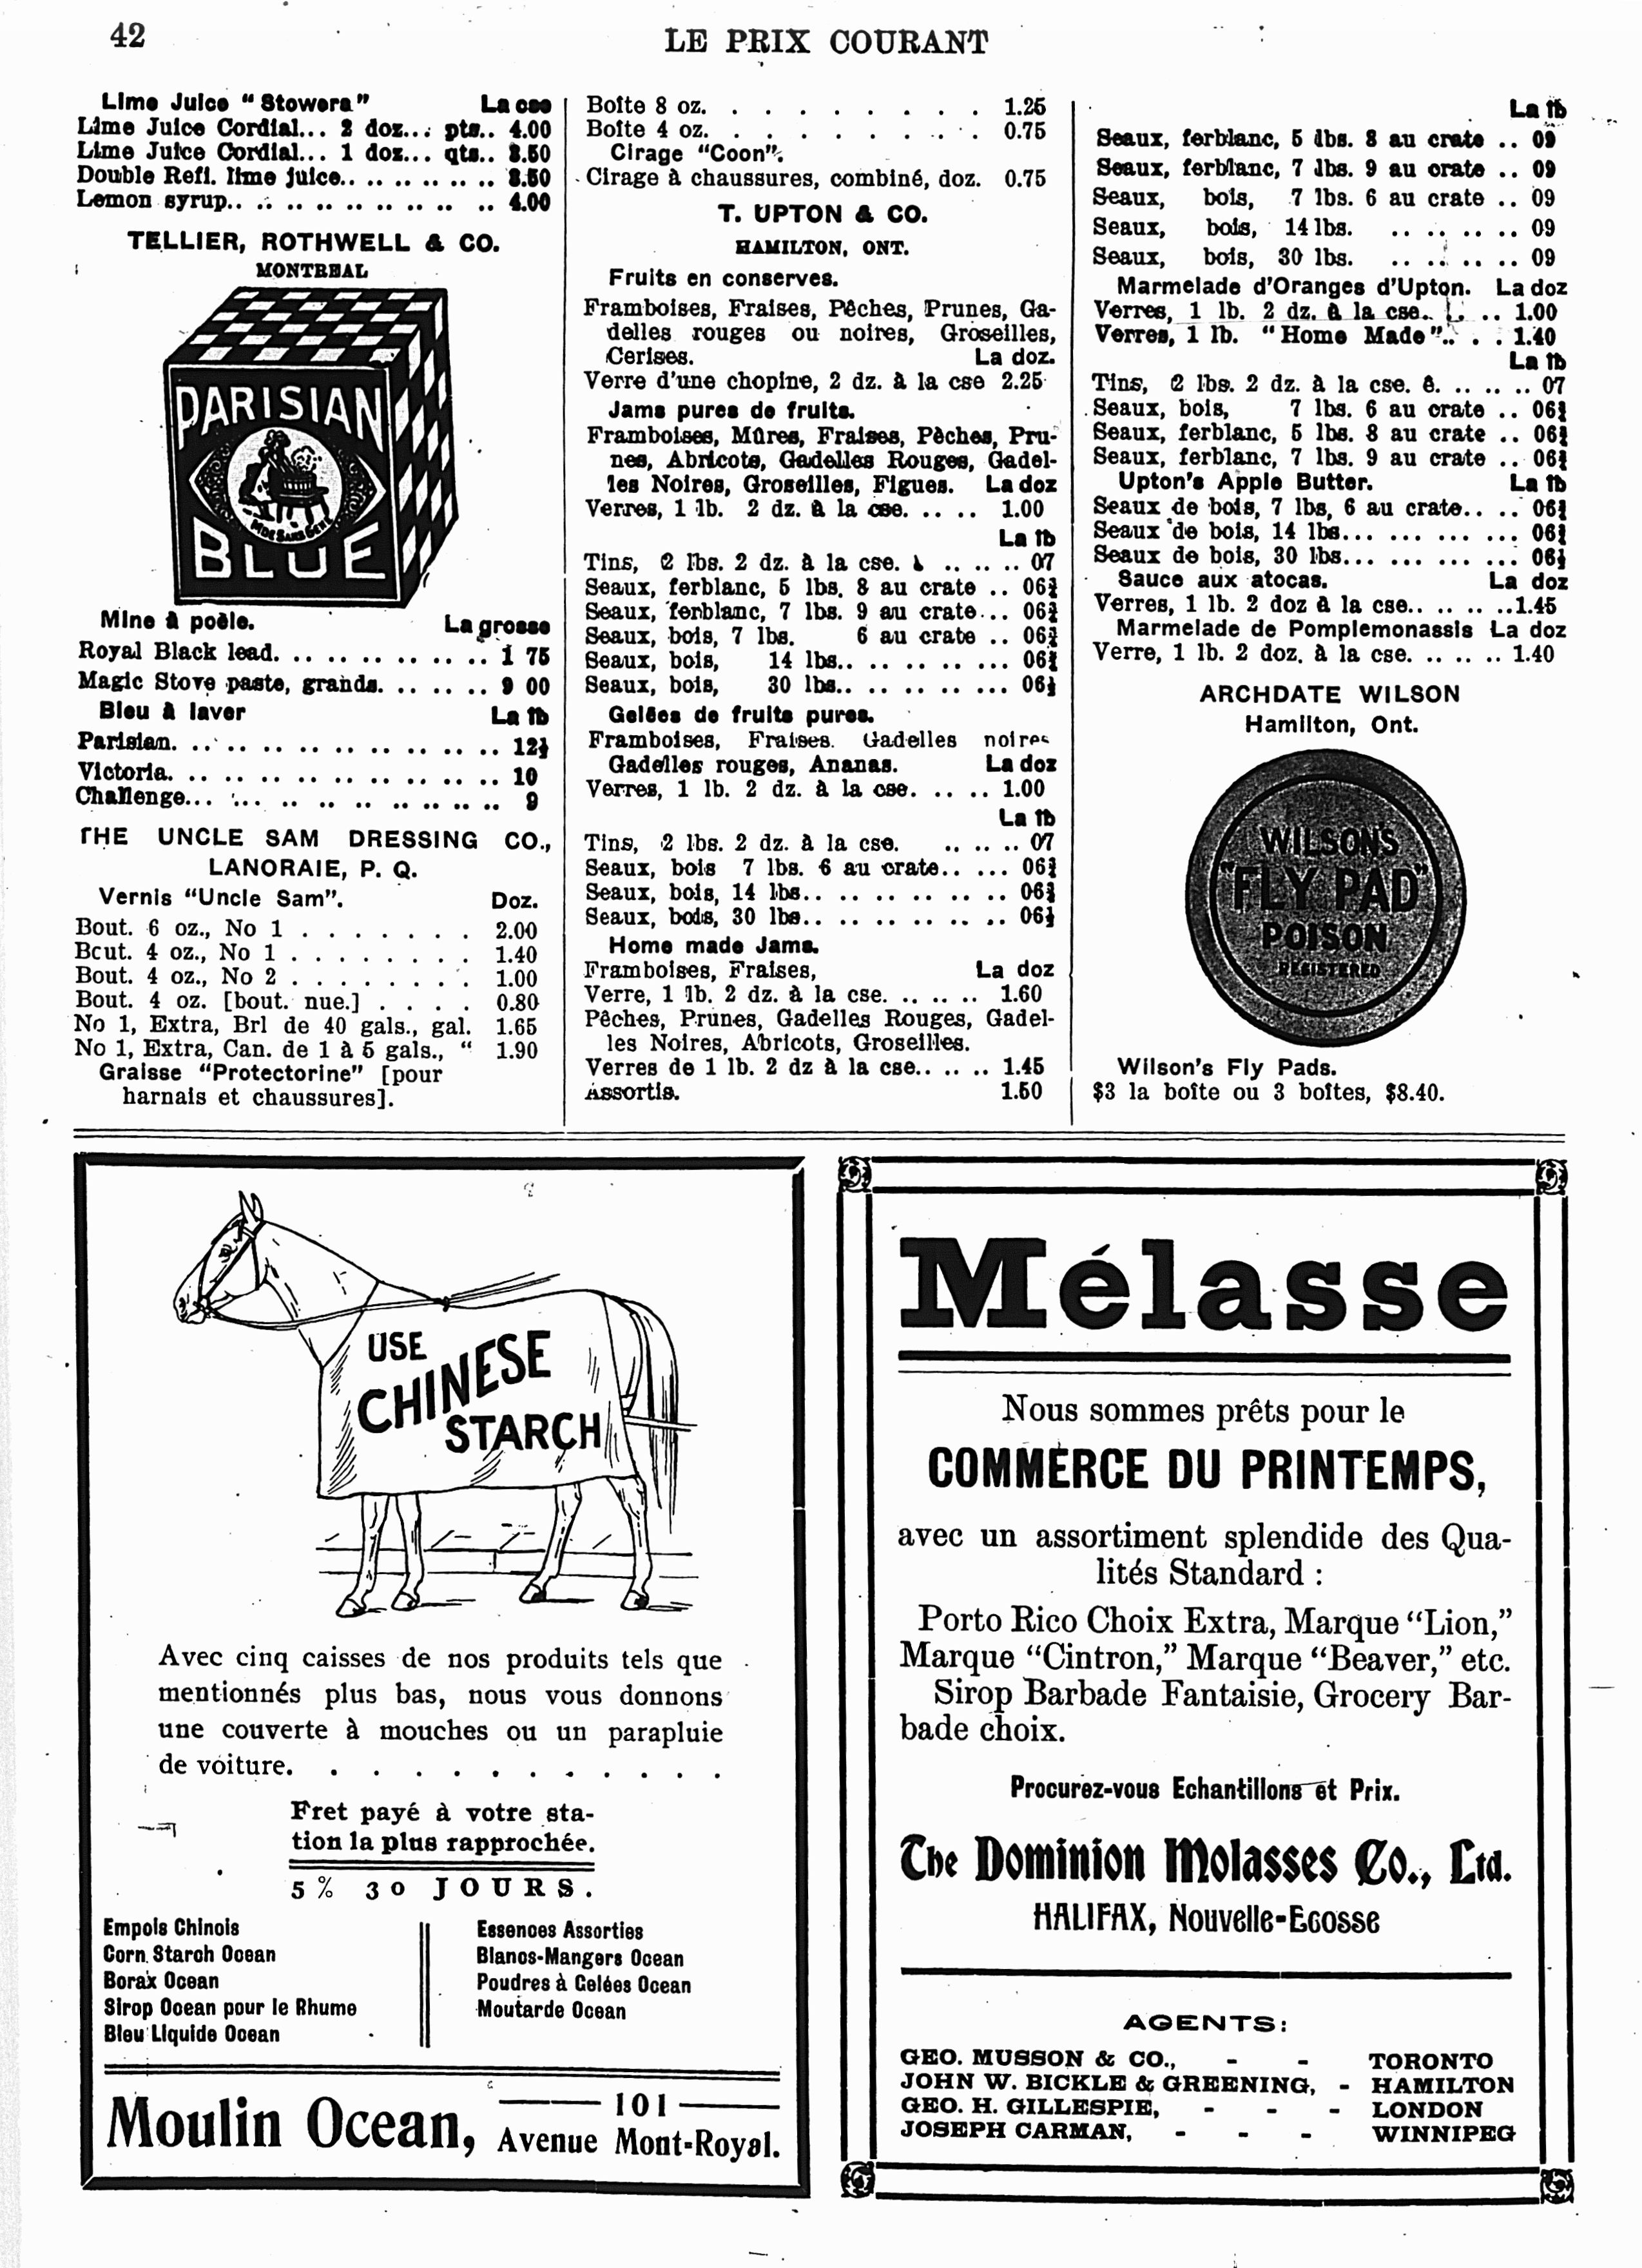 42
LE PRIX COURANT
Lime Juice "Stowers" La cse
Lime Juice Cordial... 2 doz... pts.. 4.00
Lime Juice Cordial... 1 doz... qts.. 3.50
Double Refl. lime juice.. .. .. .. .. .. 3.50
Lemon syrup.. .. .. .. .. .. .. .. .. 4.00
TELLIER, ROTHWELL & CO.
MONTREAL
PARISIAN
BLUE
Mine à poêle. La grosse
Royal Black lead. .. .. .. .. .. .. .. 1 75
Magic Stove paste, grands. .. .. .. 9 00
Bleu à laver La lb
Parisian. .. .. .. .. .. .. .. .. .. .. 12½
Victoria. .. .. .. .. .. .. .. .. .. .. 10
Challenge... ... .. .. .. .. .. .. .. 9
THE UNCLE SAM DRESSING CO.,
LANORAIE, P. Q.
Vernis "Uncle Sam". Doz.
Bout. 6 oz., No 1 . . . . . . . 2.00
Bout. 4 oz., No 1 . . . . . . . . 1.40
Bout. 4 oz., No 2 . . . . . . . . 1.00
Bout. 4 oz. [bout. nue.] . . . . 0.80
No 1, Extra, Brl de 40 gals., gal. 1.65
No 1, Extra, Can. de 1 à 5 gals., " 1.90
Graisse "Protectorine" [pour
harnais et chaussures].
Boîte 8 oz. . . . . . . . . . 1.25
Boîte 4 oz. . . . . . . . . . 0.75
Cirage "Coon".
Cirage à chaussures, combiné, doz. 0.75
T. UPTON & CO.
HAMILTON, ONT.
Fruits en conserves.
Framboises, Fraises, Pêches, Prunes, Ga-
delles rouges ou noires, Groseilles,
Cerises. La doz.
Verre d'une chopine, 2 dz. à la cse 2.25
Jams pures de fruits.
Framboises, Mûres, Fraises, Pêches, Pru-
nes, Abricots, Gadelles Rouges, Gadel-
les Noires, Groseilles, Figues. La doz
Verres, 1 lb. 2 dz. à la cse. .. .. 1.00
La lb
Tins, 2 lbs. 2 dz. à la cse. .. .. .. 07
Seaux, ferblanc, 5 lbs. 8 au crate .. 06¾
Seaux, ferblanc, 7 lbs. 9 au crate... 06¾
Seaux, bois, 7 lbs. 6 au crate .. 06¾
Seaux, bois, 14 lbs.. .. .. .. .. ... 06¾
Seaux, bois, 30 lbs.. .. .. .. .. ... 06½
Gelées de fruits pures.
Framboises, Fraises. Gadelles noires
Gadelles rouges, Ananas. La doz
Verres, 1 lb. 2 dz. à la cse. .. .. 1.00
La lb
Tins, 2 lbs. 2 dz. à la cse. .. .. .. 07
Seaux, bois 7 lbs. 6 au crate.. ... 06¾
Seaux, bois, 14 lbs.. .. .. .. .. .. .. 06¾
Seaux, bois, 30 lbs.. .. .. .. .. .. .. 06½
Home made Jams.
Framboises, Fraises, La doz
Verre, 1 lb. 2 dz. à la cse. .. .. .. 1.60
Pêches, Prunes, Gadelles Rouges, Gadel-
les Noires, Abricots, Groseilles.
Verres de 1 lb. 2 dz à la cse.. .. .. 1.45
Assortis. 1.50
La lb
Seaux, ferblanc, 5 lbs. 8 au crate .. 09
Seaux, ferblanc, 7 lbs. 9 au crate .. 09
Seaux, bois, 7 lbs. 6 au crate .. 09
Seaux, bois, 14 lbs. .. .. .. .. 09
Seaux, bois, 30 lbs. .. .. .. .. 09
Marmelade d'Oranges d'Upton. La doz
Verres, 1 lb. 2 dz. à la cse. .. .. 1.00
Verres, 1 lb. "Home Made".. . . 1.40
La lb
Tins, 2 lbs. 2 dz. à la cse. .. .. .. 07
Seaux, bois, 7 lbs. 6 au crate .. 06¾
Seaux, ferblanc, 5 lbs. 8 au crate .. 06¾
Seaux, ferblanc, 7 lbs. 9 au crate .. 06¾
Upton's Apple Butter. La lb
Seaux de bois, 7 lbs, 6 au crate.. .. 06¾
Seaux de bois, 14 lbs... ... ... ... 06¾
Seaux de bois, 30 lbs... ... ... ... 06½
Sauce aux atocas. La doz
Verres, 1 lb. 2 doz à la cse.. .. .. ..1.45
Marmelade de Pomplemonassis La doz
Verre, 1 lb. 2 doz. à la cse. .. .. .. 1.40
ARCHDATE WILSON
Hamilton, Ont.
WILSON'S
"FLY PAD"
POISON
REGISTERED
Wilson's Fly Pads.
$3 la boîte ou 3 boîtes, $8.40.
USE
CHINESE
STARCH
Avec cinq caisses de nos produits tels que
mentionnés plus bas, nous vous donnons
une couverte à mouches ou un parapluie
de voiture. . . . . . . . . . . .
Fret payé à votre sta-
tion la plus rapprochée.
5% 30 JOURS.
Empois Chinois
Corn Starch Ocean
Borax Ocean
Sirop Ocean pour le Rhume
Bleu Liquide Ocean
Essences Assorties
Blancs-Mangers Ocean
Poudres à Gelées Ocean
Moutarde Ocean
Moulin Ocean, 101
Avenue Mont-Royal.
Mélasse
Nous sommes prêts pour le
COMMERCE DU PRINTEMPS,
avec un assortiment splendide des Qua-
lités Standard :
Porto Rico Choix Extra, Marque "Lion,"
Marque "Cintron," Marque "Beaver," etc.
Sirop Barbade Fantaisie, Grocery Bar-
bade choix.
Procurez-vous Echantillons et Prix.
The Dominion Molasses Co., Ltd.
HALIFAX, Nouvelle-Ecosse
AGENTS:
GEO. MUSSON & CO., - - TORONTO
JOHN W. BICKLE & GREENING, - HAMILTON
GEO. H. GILLESPIE, - - - LONDON
JOSEPH CARMAN, - - - WINNIPEG